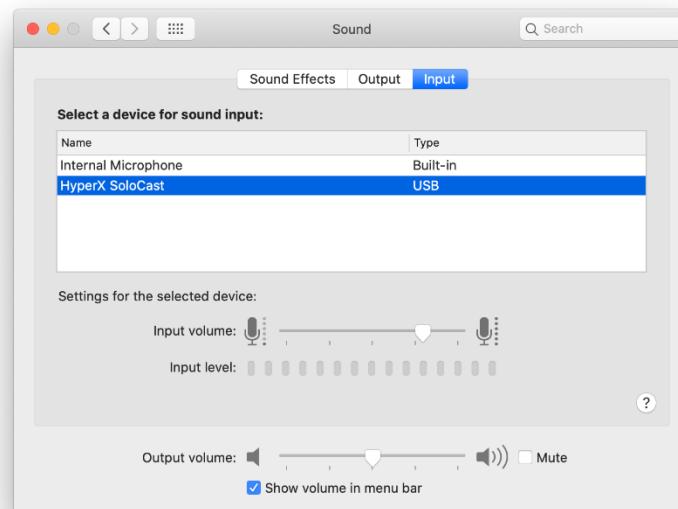 Sound
Search
Sound Effects Output Input
Select a device for sound input:
Name Type
Internal Microphone Built-in
HyperX SoloCast USB
Settings for the selected device:
Input volume:
Input level:
?
Output volume: Mute
Show volume in menu bar